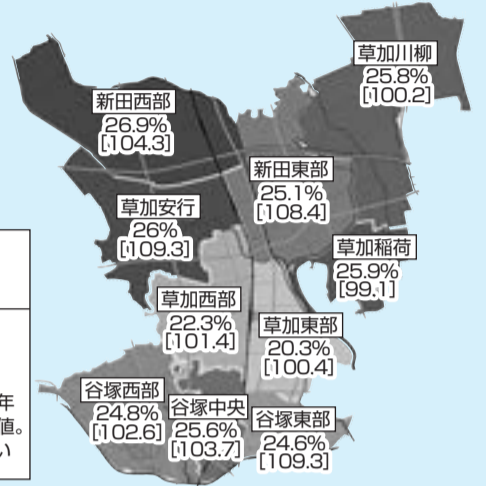 草加川柳
25.8%
[100.2]
新田西部
26.9%
[104.3]
新田東部
25.1%
[108.4]
草加安行
26%
[109.3]
草加稲荷
25.9%
[99.1]
草加西部
22.3%
[101.4]
草加東部
20.3%
[100.4]
谷塚西部
24.8%
[102.6]
谷塚中央
25.6%
[103.7]
谷塚東部
24.6%
[109.3]
年
値。
い